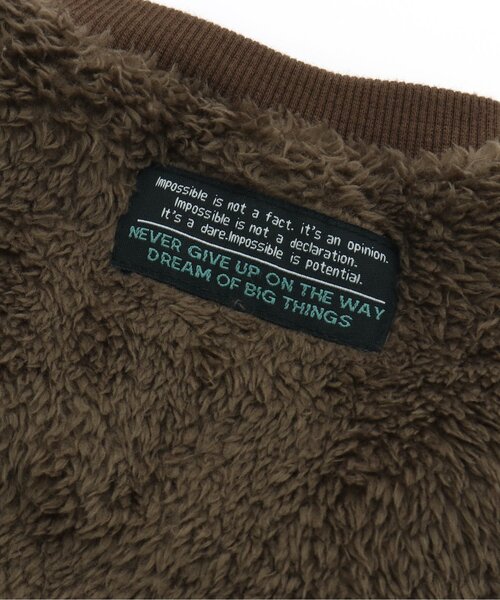 Impossible is not a fact. it's an opinion.
Impossible is not a declaration.
It's a dare.Impossible is potential.
NEVER GIVE UP ON THE WAY
DREAM OF BIG THINGS